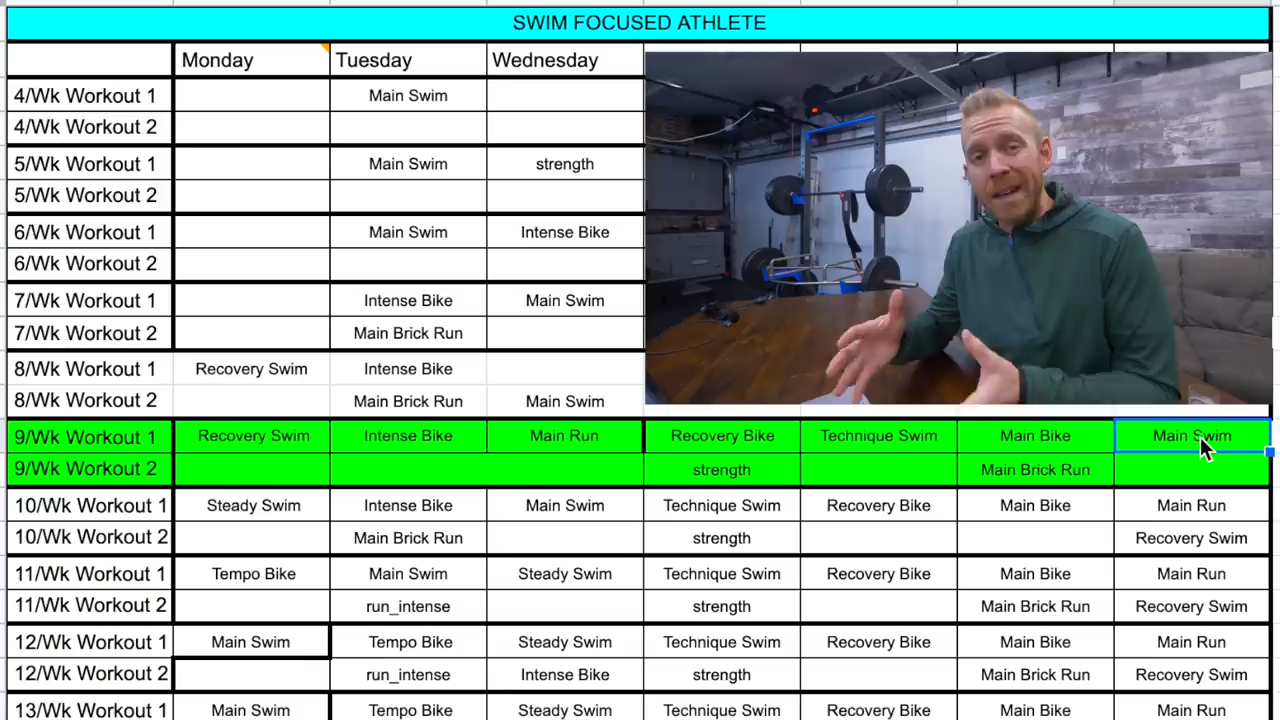 SWIM FOCUSED ATHLETE
Monday Tuesday Wednesday
4/Wk Workout 1 Main Swim
4/Wk Workout 2
5/Wk Workout 1 Main Swim strength
5/Wk Workout 2
6/Wk Workout 1 Main Swim Intense Bike
6/Wk Workout 2
7/Wk Workout 1 Intense Bike Main Swim
7/Wk Workout 2 Main Brick Run
8/Wk Workout 1 Recovery Swim Intense Bike
8/Wk Workout 2 Main Brick Run Main Swim
9/Wk Workout 1 Recovery Swim Intense Bike Main Run Recovery Bike Technique Swim Main Bike Main Swim
9/Wk Workout 2 strength Main Brick Run
10/Wk Workout 1 Steady Swim Intense Bike Main Swim Technique Swim Recovery Bike Main Bike Main Run
10/Wk Workout 2 Main Brick Run strength Recovery Swim
11/Wk Workout 1 Tempo Bike Main Swim Steady Swim Technique Swim Recovery Bike Main Bike Main Run
11/Wk Workout 2 run_intense strength Main Brick Run Recovery Swim
12/Wk Workout 1 Main Swim Tempo Bike Steady Swim Technique Swim Recovery Bike Main Bike Main Run
12/Wk Workout 2 run_intense Intense Bike strength Main Brick Run Recovery Swim
13/Wk Workout 1 Main Swim Tempo Bike Steady Swim Technique Swim Recovery Bike Main Bike Main Run